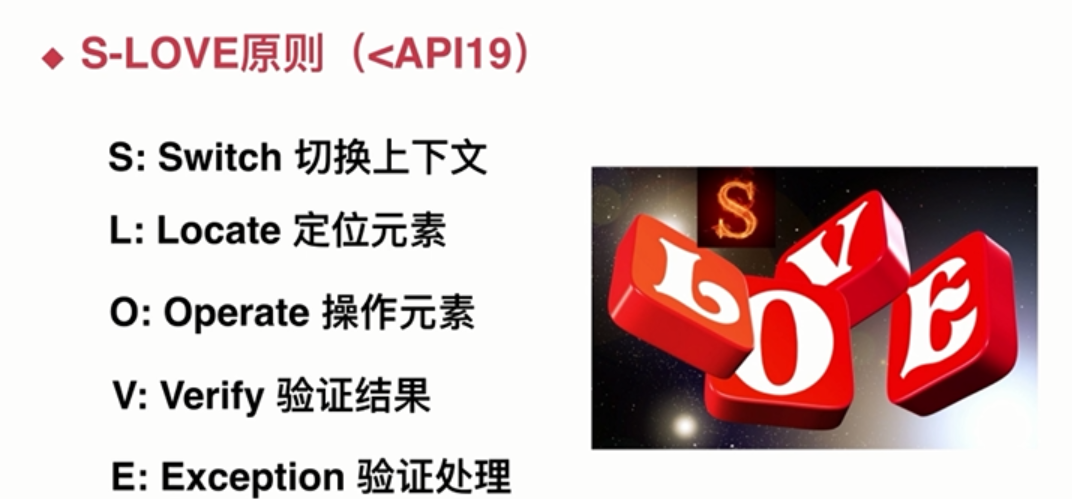 ◆ S-LOVE原则（<API19）
S: Switch 切换上下文
L: Locate 定位元素
O: Operate 操作元素
V: Verify 验证结果
E: Exception 验证处理
S
L O V E